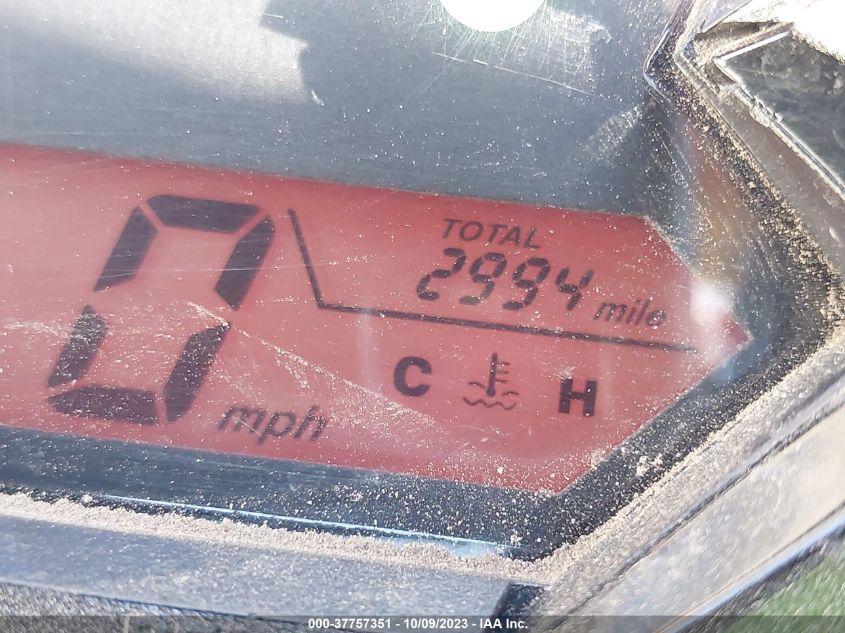 TOTAL
2994 mile
0 mph
C H
000-37757351 | 10/09/2023 - IAA Inc.